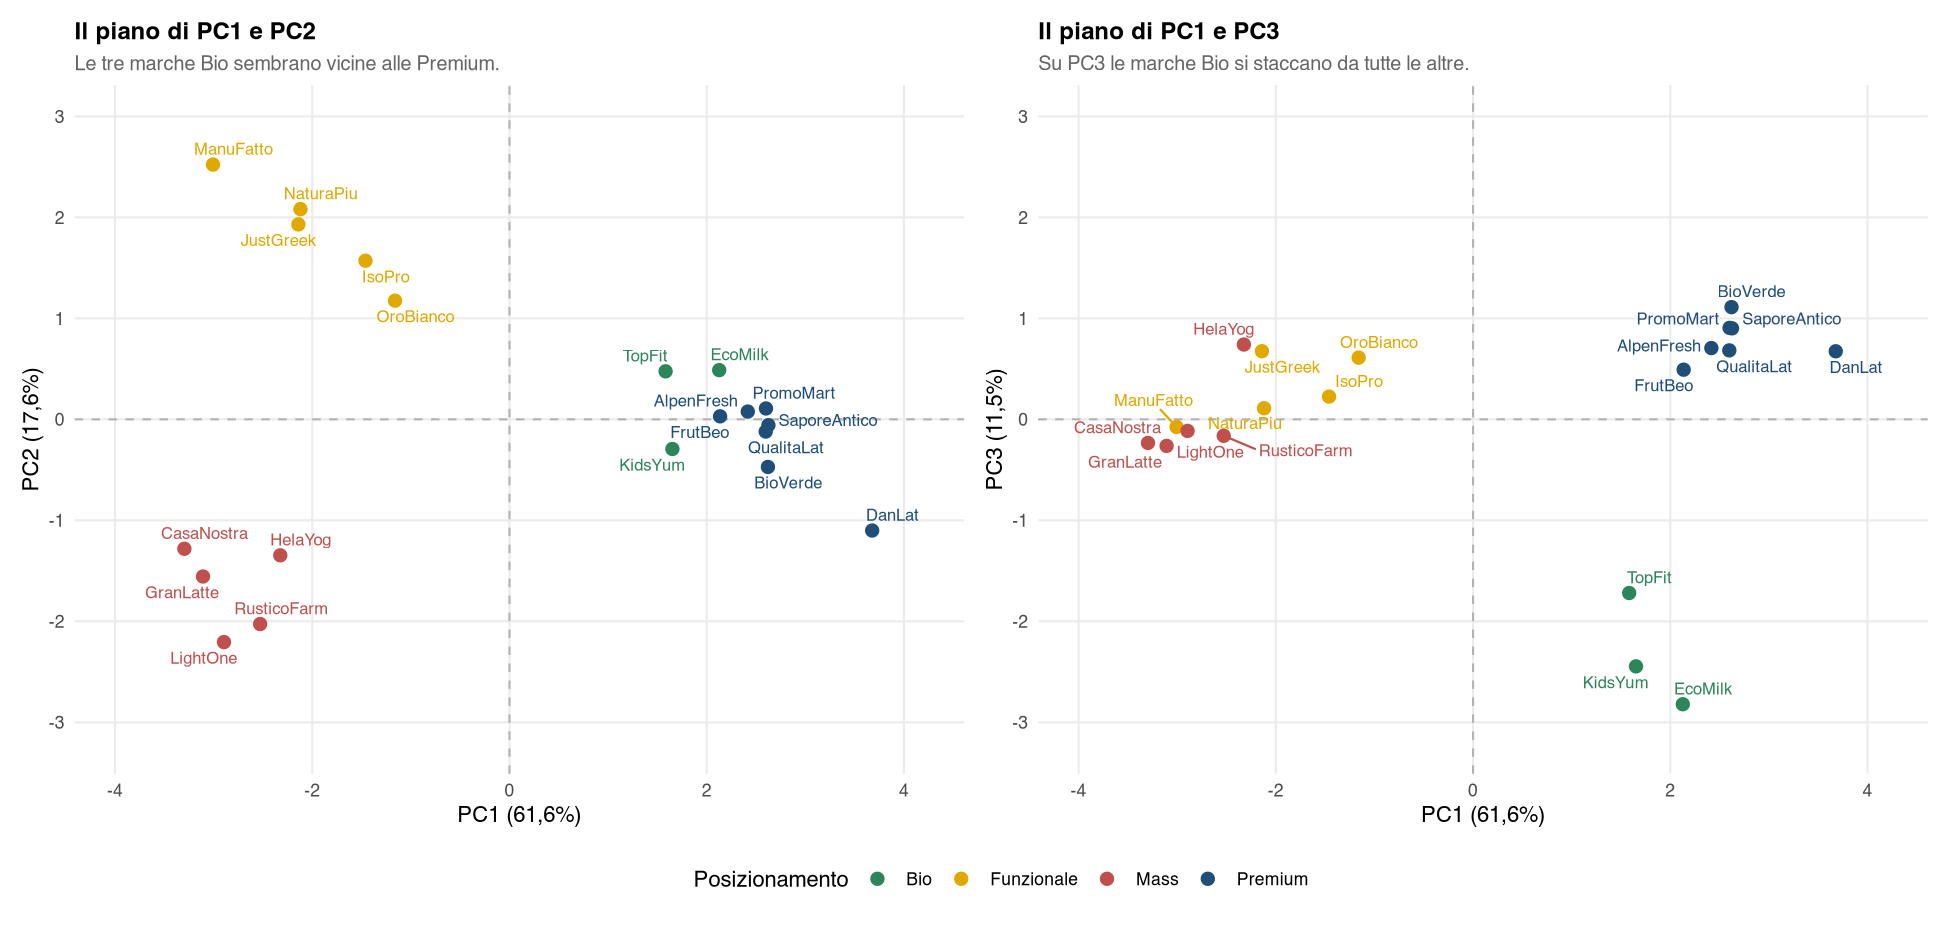 Il piano di PC1 e PC2
Le tre marche Bio sembrano vicine alle Premium.
3
2
1
0
-1
-2
-3
PC2 (17,6%)
ManuFatto
NaturaPiu
JustGreek
IsoPro
OroBianco
TopFit
EcoMilk
PromoMart
AlpenFresh
SaporeAntico
FrutBeo
QualitaLat
KidsYum
BioVerde
DanLat
CasaNostra
HelaYog
GranLatte
RusticoFarm
LightOne
-4
-2
0
2
4
PC1 (61,6%)
Il piano di PC1 e PC3
Su PC3 le marche Bio si staccano da tutte le altre.
3
2
1
0
-1
-2
-3
PC3 (11,5%)
BioVerde
PromoMart
SaporeAntico
HelaYog
OroBianco
AlpenFresh
JustGreek
QualitaLat
DanLat
IsoPro
FrutBeo
ManuFatto
CasaNostra
NaturaPiu
LightOne
RusticoFarm
GranLatte
TopFit
KidsYum
EcoMilk
-4
-2
0
2
4
PC1 (61,6%)
Posizionamento
Bio
Funzionale
Mass
Premium